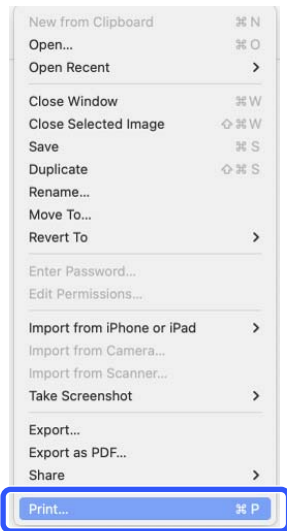 New from Clipboard ⌘ N
Open... ⌘ O
Open Recent >
Close Window ⌘ W
Close Selected Image ⇧ ⌘ W
Save ⌘ S
Duplicate ⇧ ⌘ S
Rename...
Move To...
Revert To >
Enter Password...
Edit Permissions...
Import from iPhone or iPad >
Import from Camera...
Import from Scanner...
Take Screenshot >
Export...
Export as PDF...
Share >
Print... ⌘ P